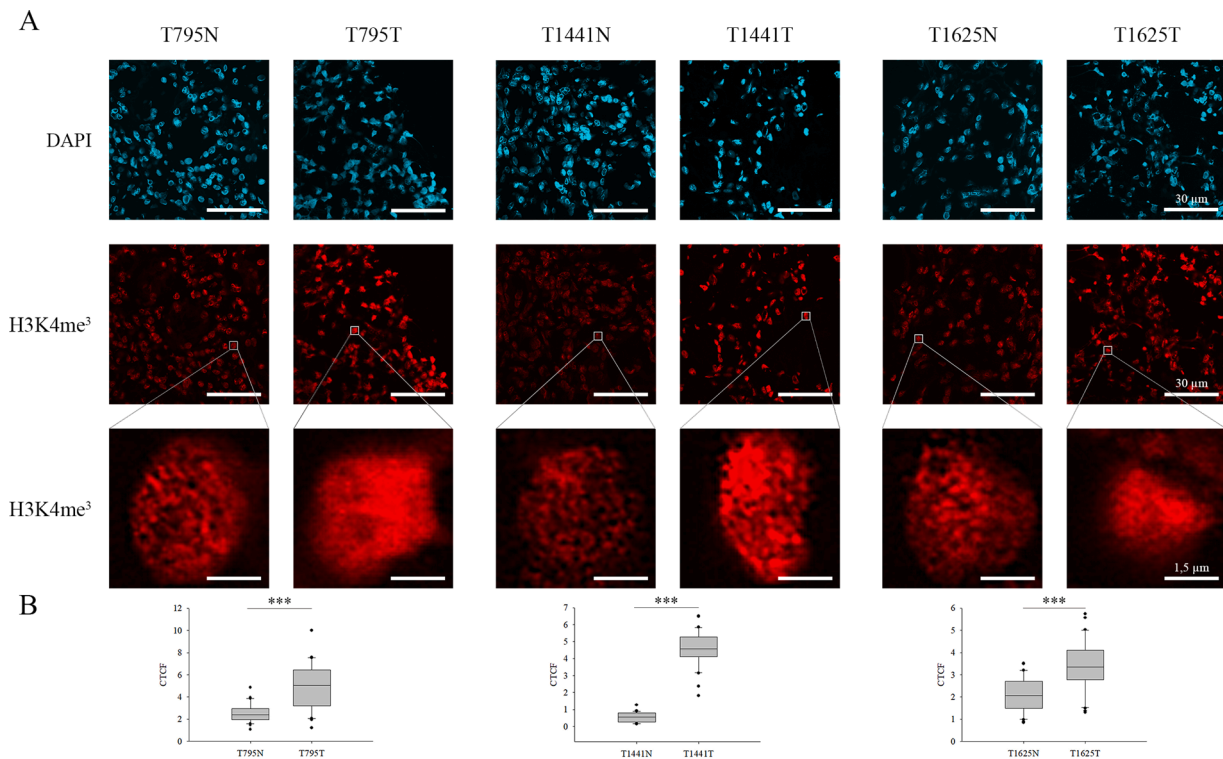 A
T795N T795T T1441N T1441T T1625N T1625T
DAPI
30 µm
H3K4me³
30 µm
H3K4me³
1,5 µm
B
***
***
***
12
10
8
6
4
2
0
CTCF
T795N T795T
7
6
5
4
3
2
1
0
CTCF
T1441N T1441T
6
5
4
3
2
1
0
CTCF
T1625N T1625T